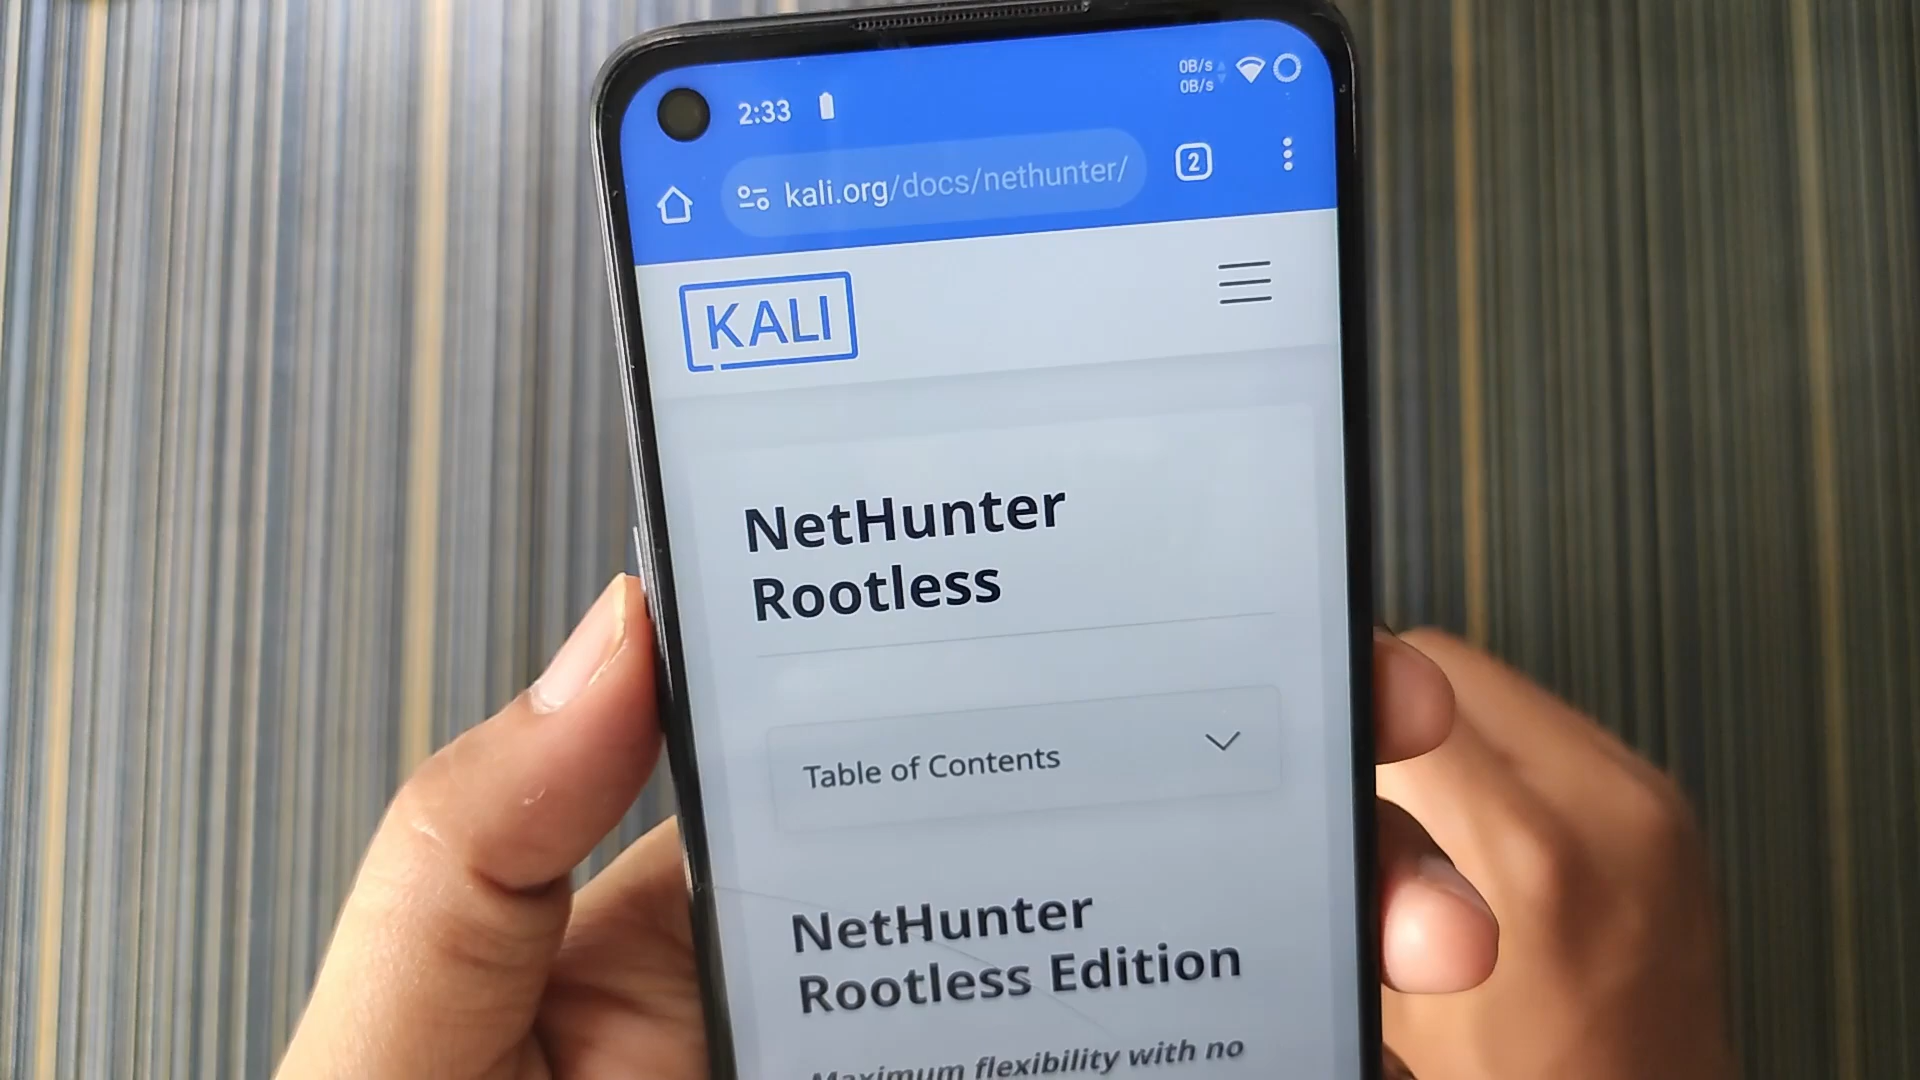 2:33
0B/s
0B/s
kali.org/docs/nethunter/
2
KALI
NetHunter
Rootless
Table of Contents
NetHunter
Rootless Edition
Maximum flexibility with no